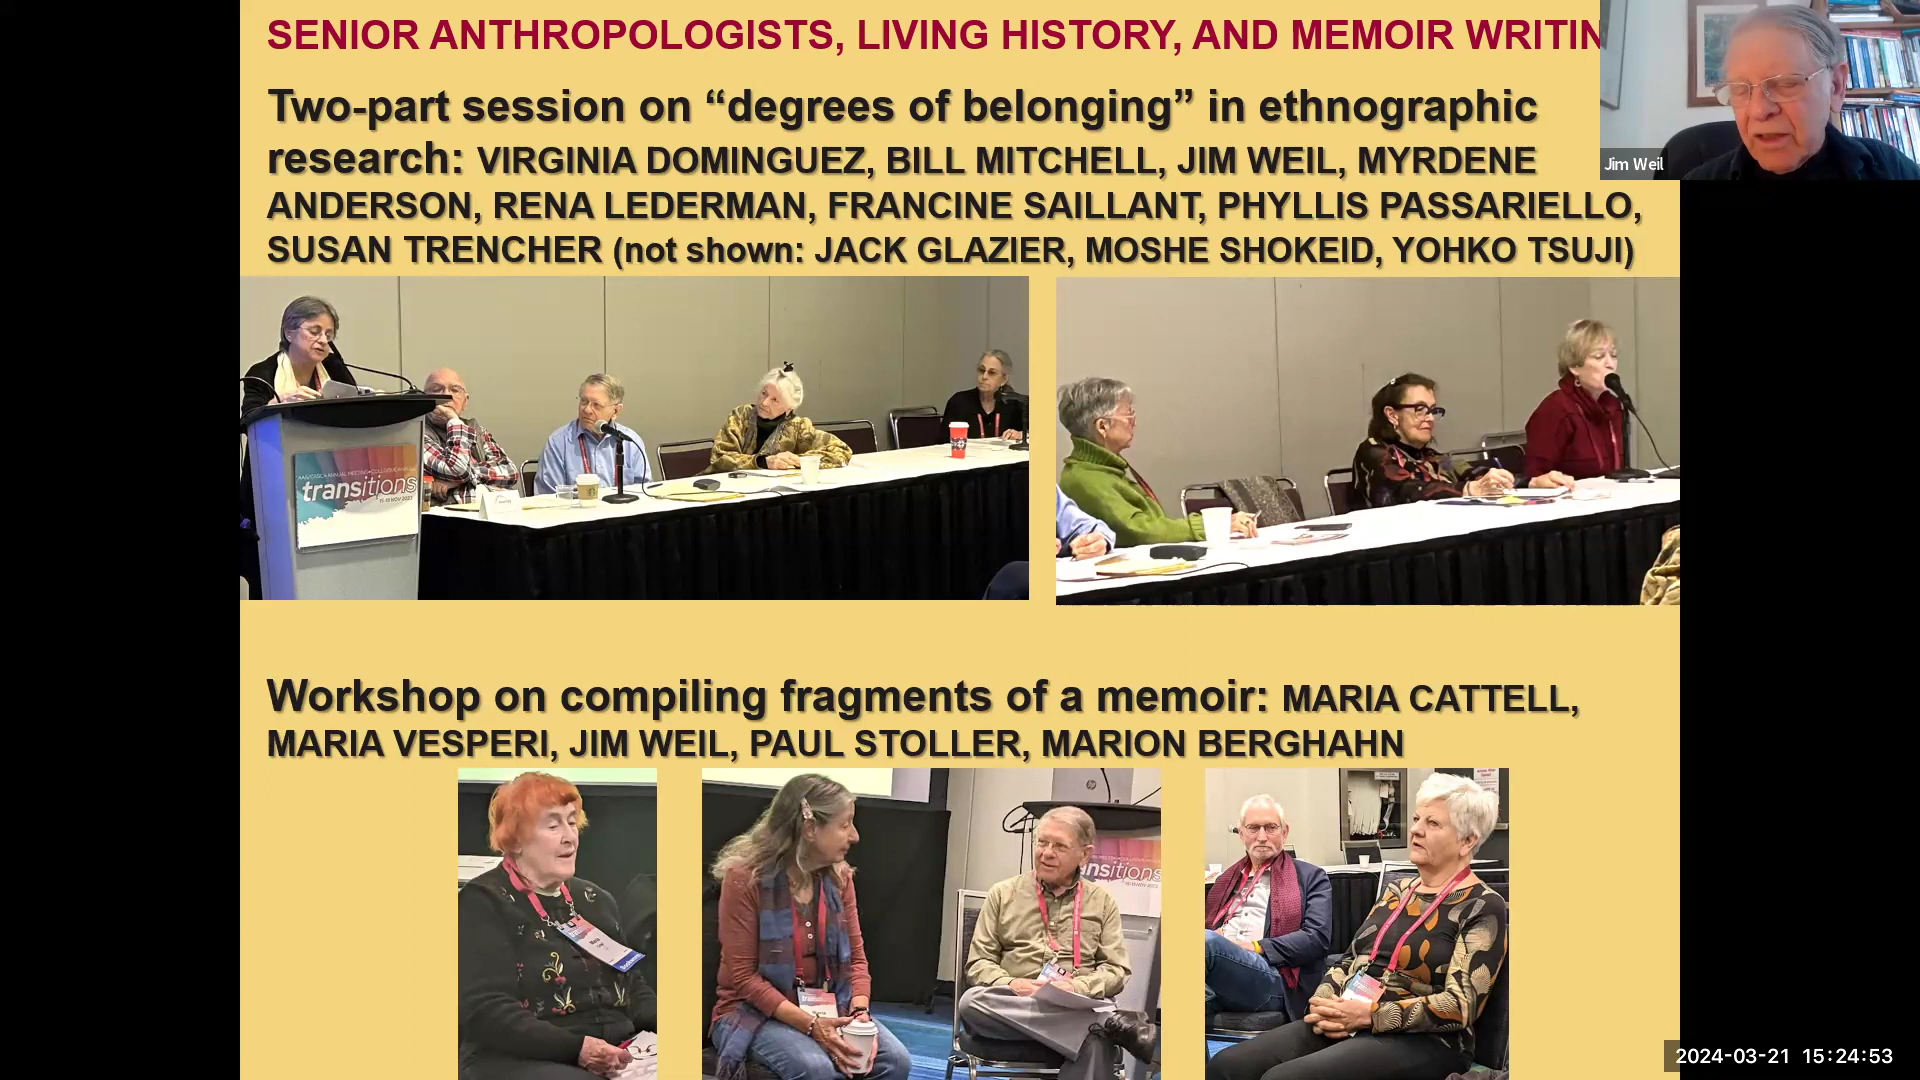 SENIOR ANTHROPOLOGISTS, LIVING HISTORY, AND MEMOIR WRITIN
Two-part session on “degrees of belonging” in ethnographic
research: VIRGINIA DOMINGUEZ, BILL MITCHELL, JIM WEIL, MYRDENE
ANDERSON, RENA LEDERMAN, FRANCINE SAILLANT, PHYLLIS PASSARIELLO,
SUSAN TRENCHER (not shown: JACK GLAZIER, MOSHE SHOKEID, YOHKO TSUJI)
Jim Weil
transitions
Workshop on compiling fragments of a memoir: MARIA CATTELL,
MARIA VESPERI, JIM WEIL, PAUL STOLLER, MARION BERGHAHN
ansitions
2024-03-21 15:24:53